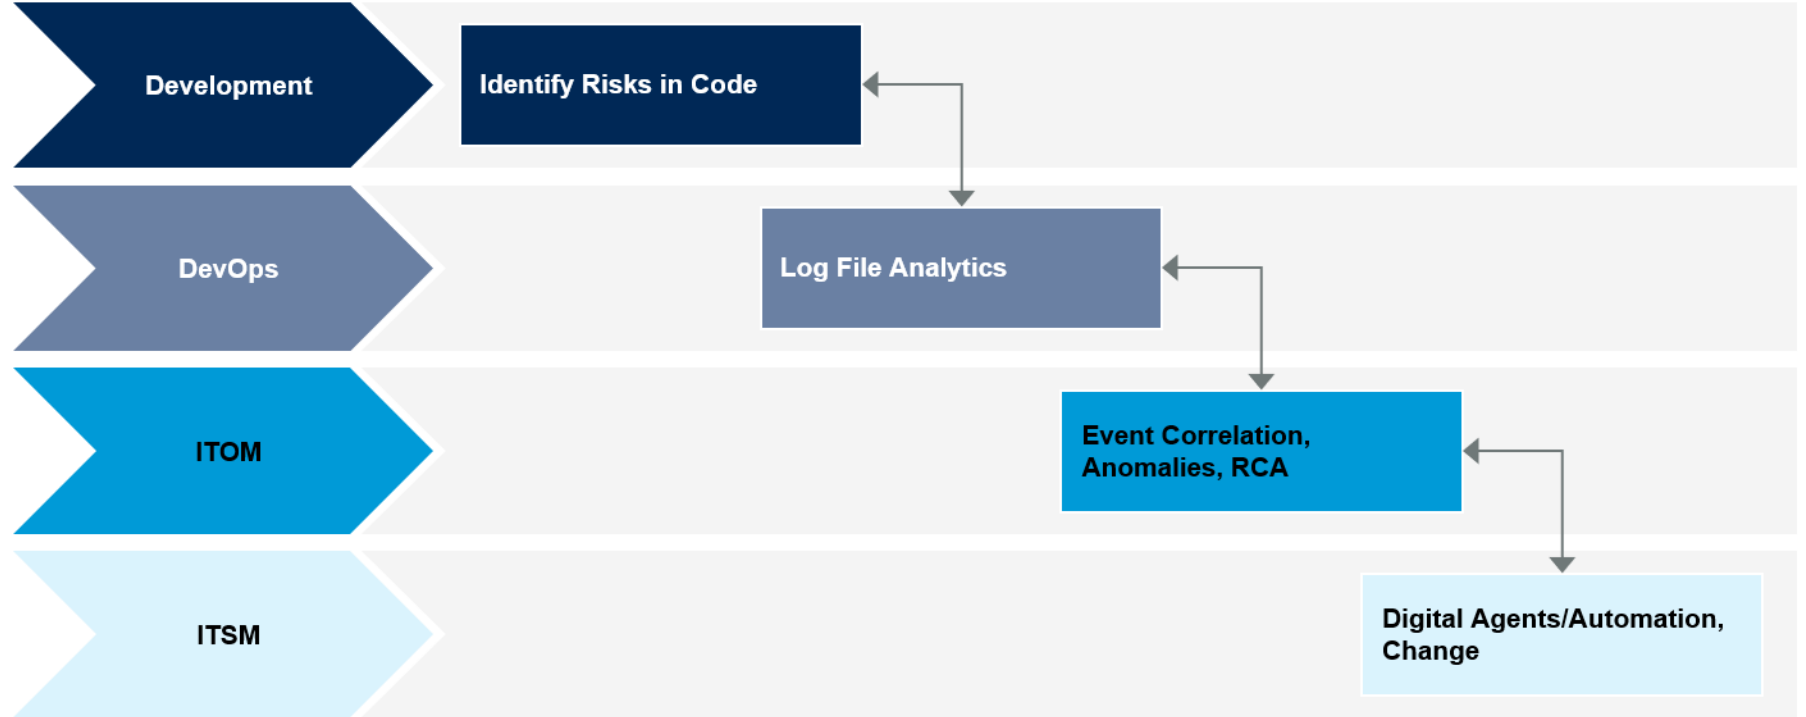 Development
Identify Risks in Code
DevOps
Log File Analytics
ITOM
Event Correlation,
Anomalies, RCA
ITSM
Digital Agents/Automation,
Change